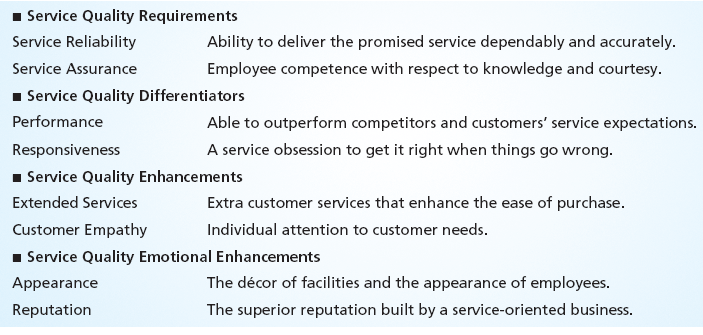 ■ Service Quality Requirements
Service Reliability Ability to deliver the promised service dependably and accurately.
Service Assurance Employee competence with respect to knowledge and courtesy.
■ Service Quality Differentiators
Performance Able to outperform competitors and customers’ service expectations.
Responsiveness A service obsession to get it right when things go wrong.
■ Service Quality Enhancements
Extended Services Extra customer services that enhance the ease of purchase.
Customer Empathy Individual attention to customer needs.
■ Service Quality Emotional Enhancements
Appearance The décor of facilities and the appearance of employees.
Reputation The superior reputation built by a service-oriented business.